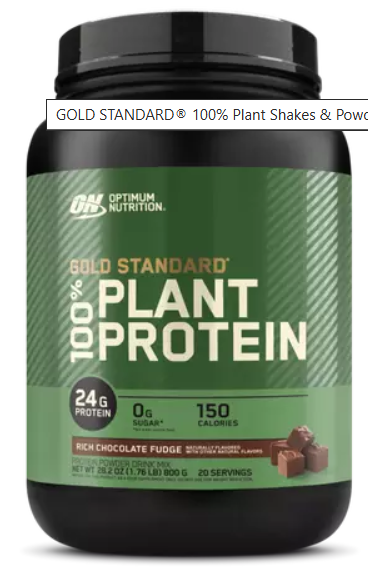 GOLD STANDARD® 100% Plant Shakes & Powd
ON OPTIMUM
NUTRITION.
GOLD STANDARD
100% PLANT
PROTEIN
24G
PROTEIN
0G
SUGAR*
150
CALORIES
RICH CHOCOLATE FUDGE
NATURALLY FLAVORED
WITH OTHER NATURAL FLAVORS
PROTEIN POWDER DRINK MIX
NET WT 28.2 OZ (1.76 LB) 800 G
20 SERVINGS